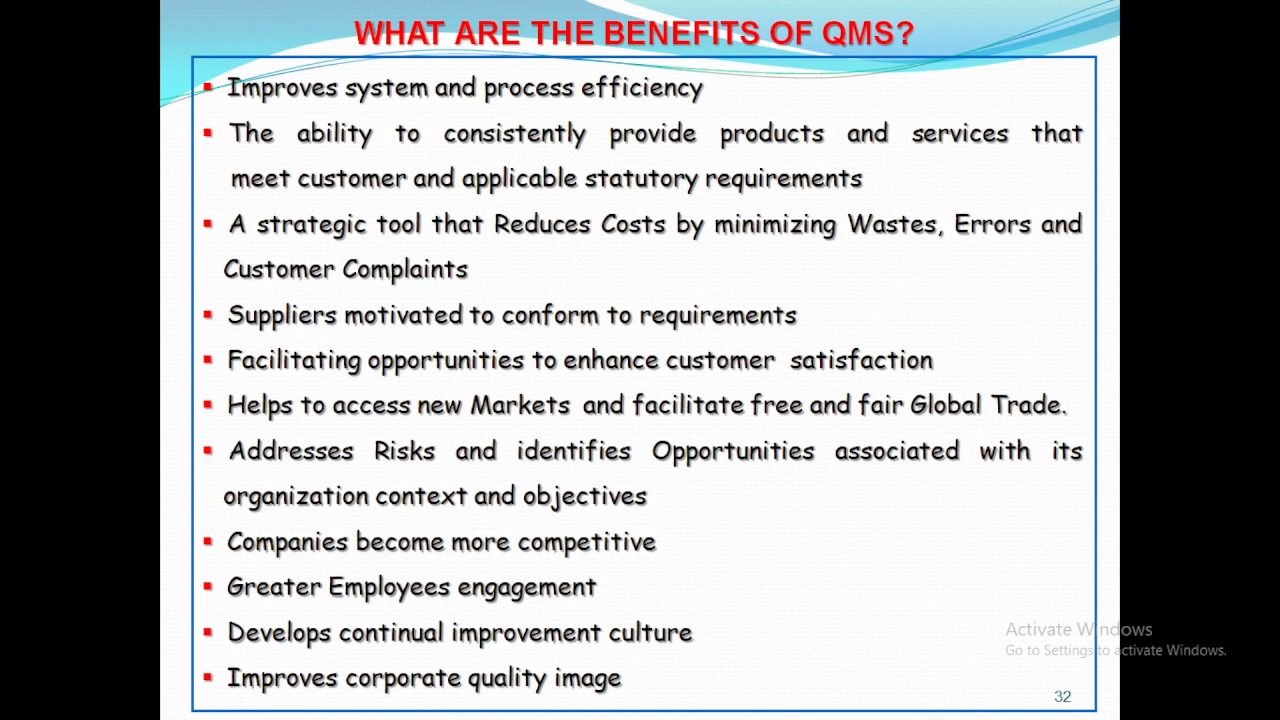 WHAT ARE THE BENEFITS OF QMS?
Improves system and process efficiency
The ability to consistently provide products and services that
meet customer and applicable statutory requirements
A strategic tool that Reduces Costs by minimizing Wastes, Errors and
Customer Complaints
Suppliers motivated to conform to requirements
Facilitating opportunities to enhance customer satisfaction
Helps to access new Markets and facilitate free and fair Global Trade.
Addresses Risks and identifies Opportunities associated with its
organization context and objectives
Companies become more competitive
Greater Employees engagement
Develops continual improvement culture
Improves corporate quality image
Activate Windows
Go to Settings to activate Windows.
32